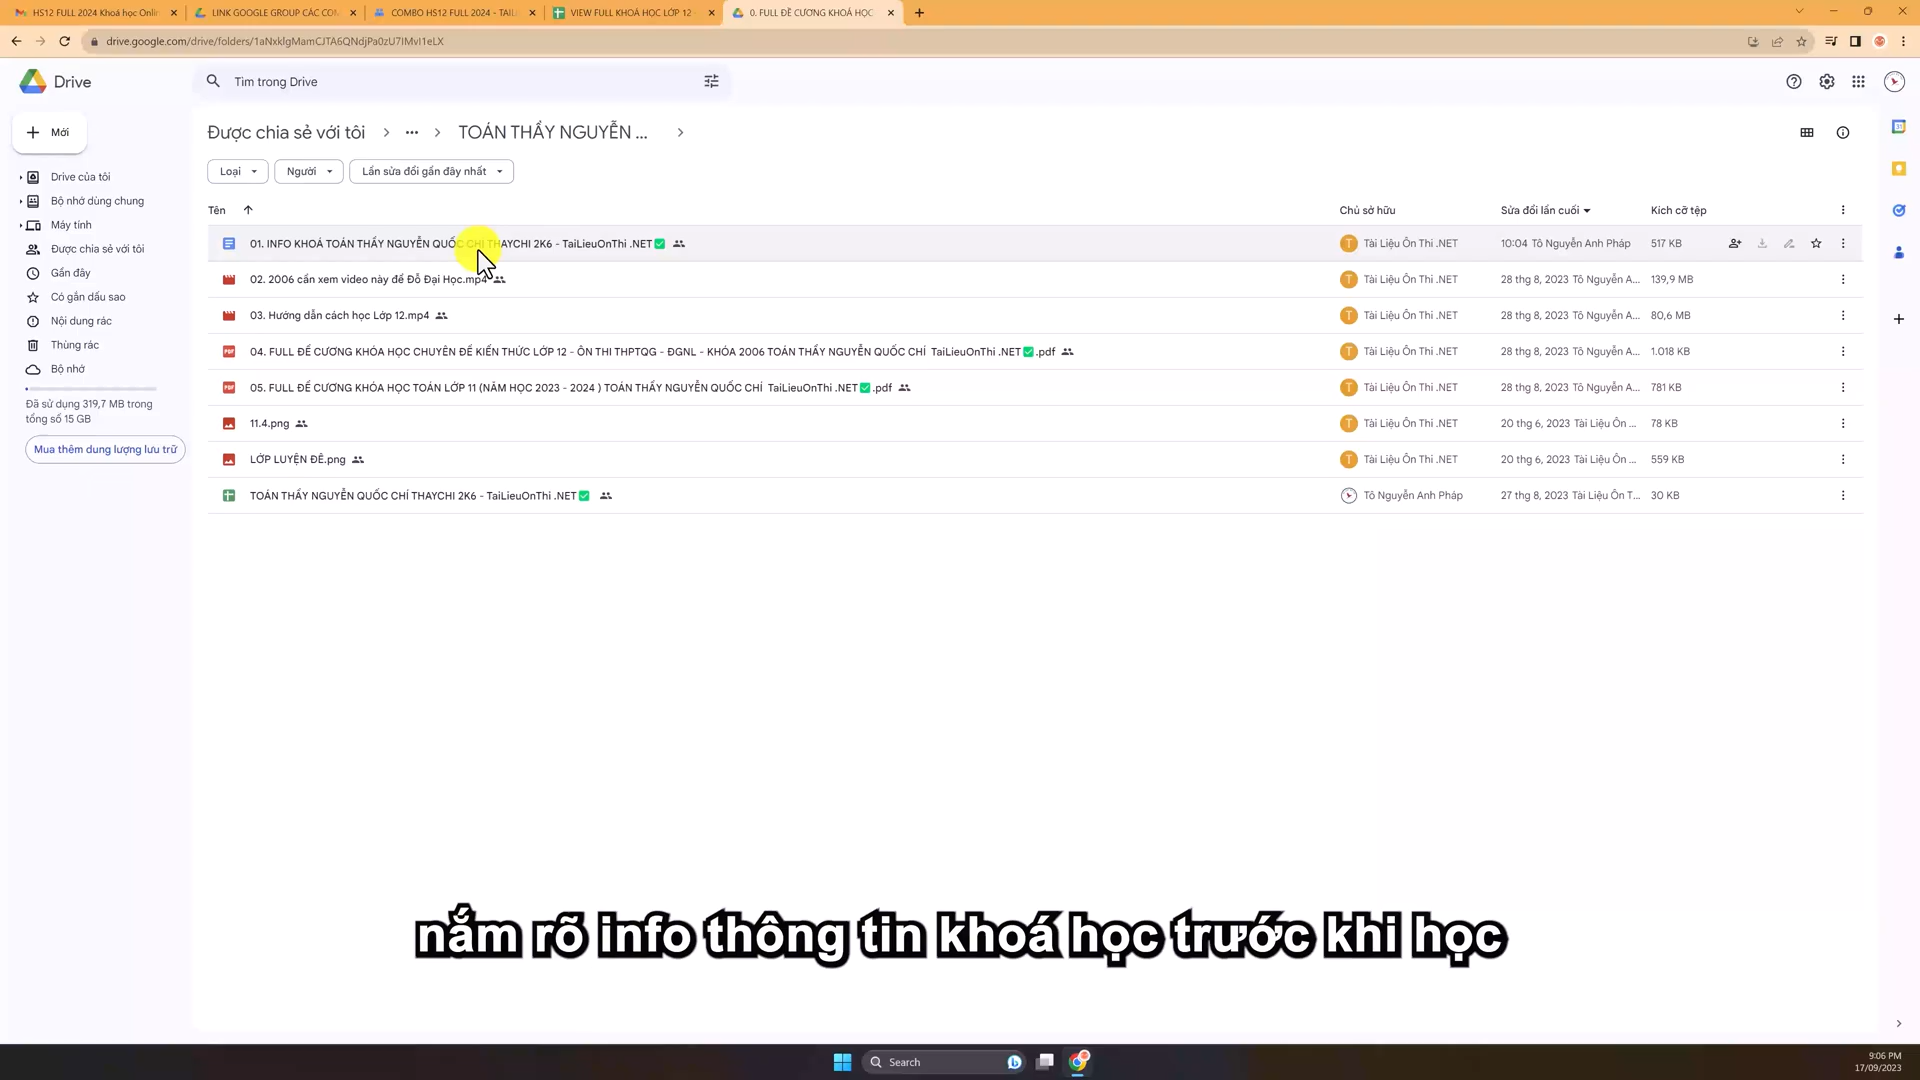 HS12 FULL 2024 Khoá học Onlin
LINK GOOGLE GROUP CÁC CO
COMBO HS12 FULL 2024 - TAIL
VIEW FULL KHOÁ HỌC LỚP 12
0. FULL ĐỀ CƯƠNG KHOÁ HỌC
drive.google.com/drive/folders/1aNxklgMamCJTA6QNdjPa0zU7IMvI1eLX
Drive
Tìm trong Drive
Mới
Drive của tôi
Bộ nhớ dùng chung
Máy tính
Được chia sẻ với tôi
Gần đây
Có gắn dấu sao
Nội dung rác
Thùng rác
Bộ nhớ
Đã sử dụng 319,7 MB trong
tổng số 15 GB
Mua thêm dung lượng lưu trữ
Được chia sẻ với tôi > ... > TOÁN THẦY NGUYỄN ... >
Loại
Người
Lần sửa đổi gần đây nhất
Tên
Chủ sở hữu
Sửa đổi lần cuối
Kích cỡ tệp
01. INFO KHOÁ TOÁN THẦY NGUYỄN QUỐC CHÍ THAYCHI 2K6 - TaiLieuOnThi .NET✅ Tài Liệu Ôn Thi .NET 10:04 Tô Nguyễn Anh Pháp 517 KB
02. 2006 cần xem video này để Đỗ Đại Học.mp4 Tài Liệu Ôn Thi .NET 28 thg 8, 2023 Tô Nguyễn A... 139,9 MB
03. Hướng dẫn cách học Lớp 12.mp4 Tài Liệu Ôn Thi .NET 28 thg 8, 2023 Tô Nguyễn A... 80,6 MB
04. FULL ĐỀ CƯƠNG KHÓA HỌC CHUYÊN ĐỀ KIẾN THỨC LỚP 12 - ÔN THI THPTQG - ĐGNL - KHÓA 2006 TOÁN THẦY NGUYỄN QUỐC CHÍ TaiLieuOnThi .NET✅.pdf Tài Liệu Ôn Thi .NET 28 thg 8, 2023 Tô Nguyễn A... 1.018 KB
05. FULL ĐỀ CƯƠNG KHÓA HỌC TOÁN LỚP 11 (NĂM HỌC 2023 - 2024 ) TOÁN THẦY NGUYỄN QUỐC CHÍ TaiLieuOnThi .NET✅.pdf Tài Liệu Ôn Thi .NET 28 thg 8, 2023 Tô Nguyễn A... 781 KB
11.4.png Tài Liệu Ôn Thi .NET 20 thg 6, 2023 Tài Liệu Ôn ... 78 KB
LỚP LUYỆN ĐỀ.png Tài Liệu Ôn Thi .NET 20 thg 6, 2023 Tài Liệu Ôn ... 559 KB
TOÁN THẦY NGUYỄN QUỐC CHÍ THAYCHI 2K6 - TaiLieuOnThi .NET✅ Tô Nguyễn Anh Pháp 27 thg 8, 2023 Tài Liệu Ôn T... 30 KB
nắm rõ info thông tin khoá học trước khi học
Search
9:06 PM
17/09/2023